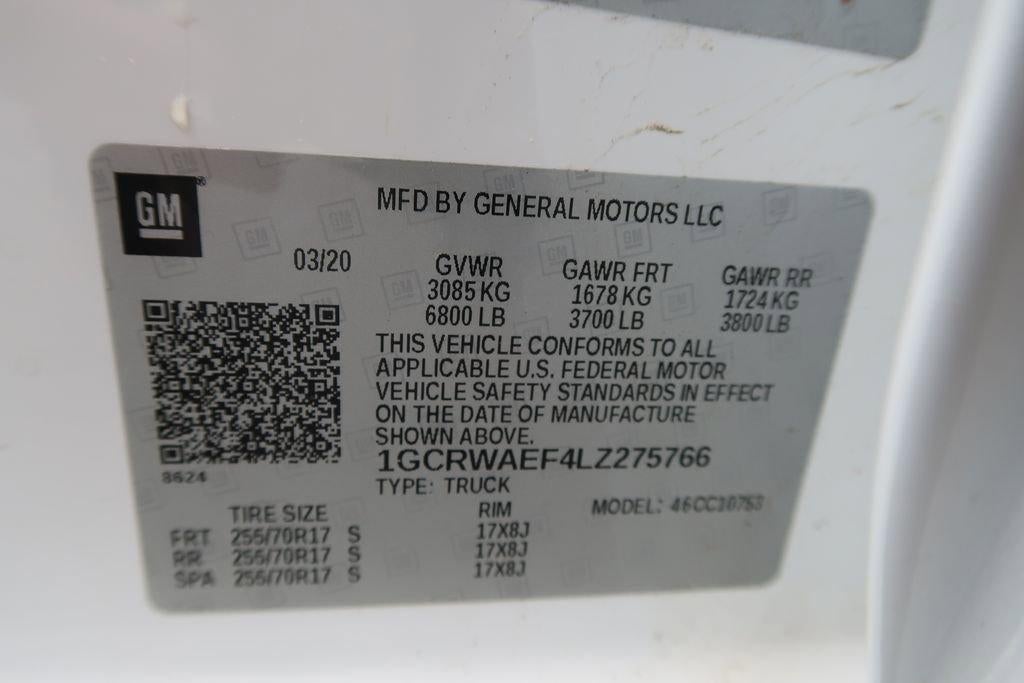 GM
MFD BY GENERAL MOTORS LLC
03/20
GVWR GAWR FRT GAWR RR
3085 KG 1678 KG 1724 KG
6800 LB 3700 LB 3800 LB
THIS VEHICLE CONFORMS TO ALL
APPLICABLE U.S. FEDERAL MOTOR
VEHICLE SAFETY STANDARDS IN EFFECT
ON THE DATE OF MANUFACTURE
SHOWN ABOVE.
8624
1GCRWAEF4LZ275766
TYPE: TRUCK
MODEL: 46CC10753
TIRE SIZE RIM
FRT 255/70R17 S 17X8J
RR 255/70R17 S 17X8J
SPA 255/70R17 S 17X8J